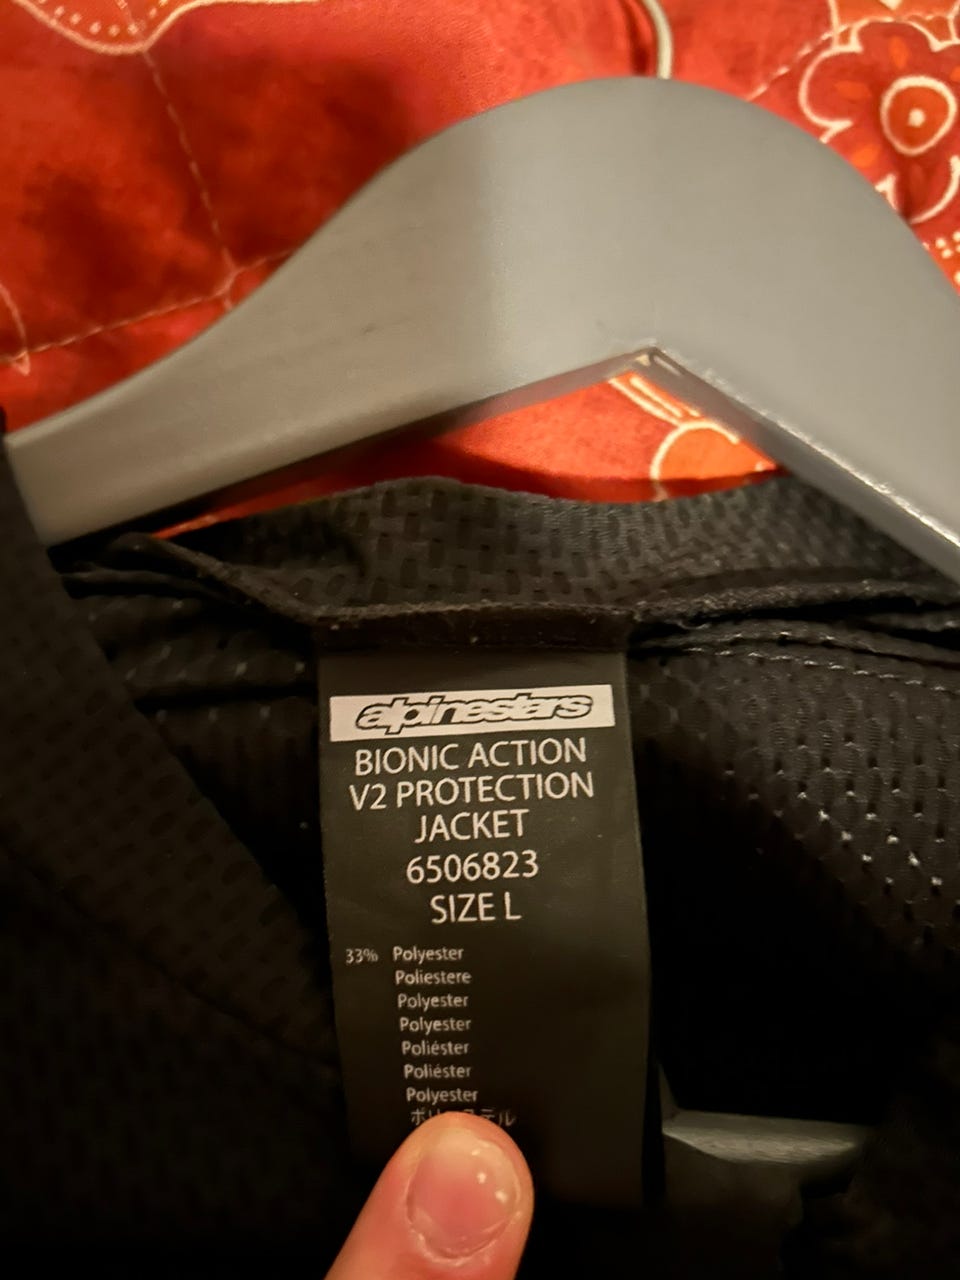 alpinestars
BIONIC ACTION
V2 PROTECTION
JACKET
6506823
SIZE L
33% Polyester
Poliestere
Polyester
Polyester
Poliéster
Poliéster
Polyester